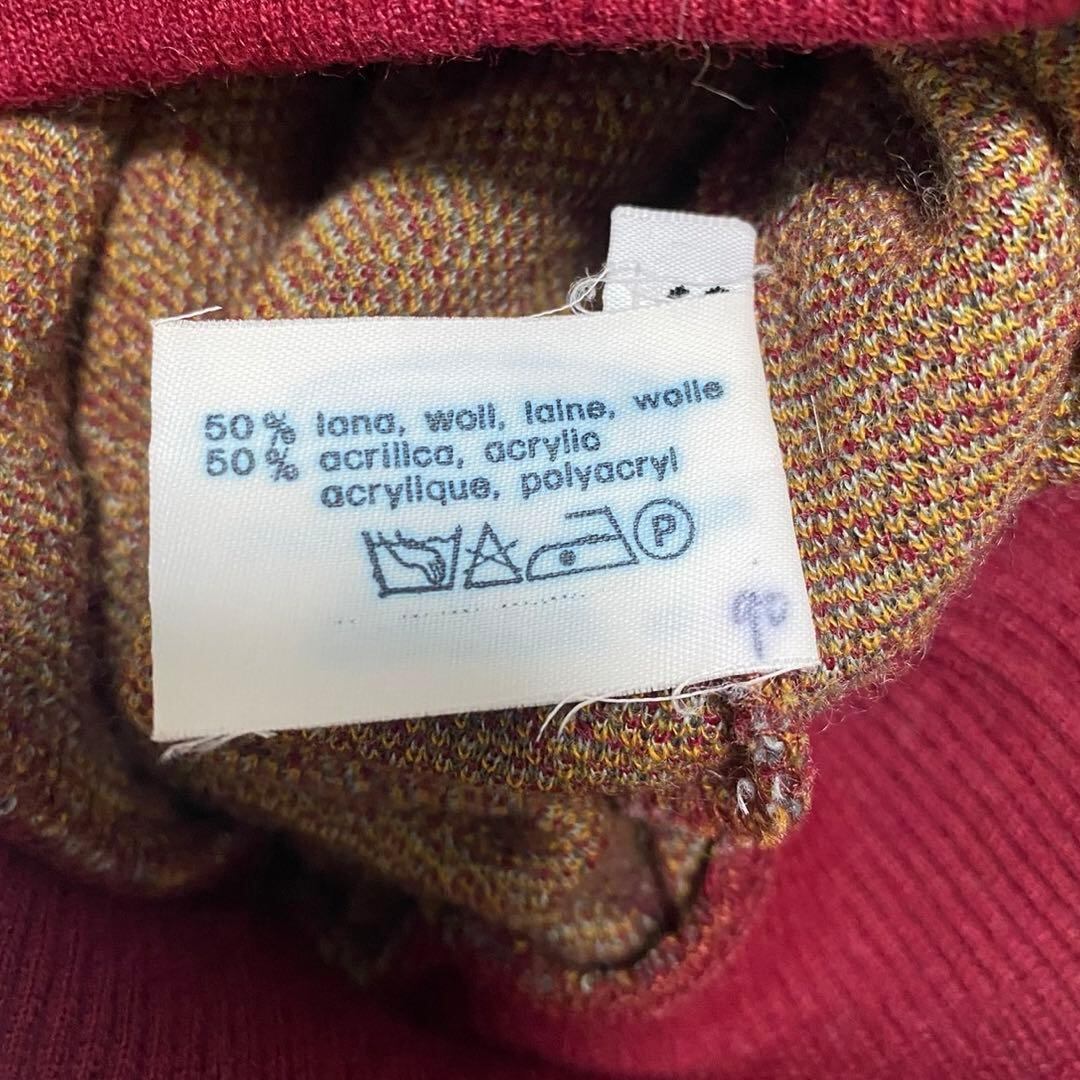 50% lana, woll, laine, wolle
50% acrilica, acrylic
acrylique, polyacryl
P